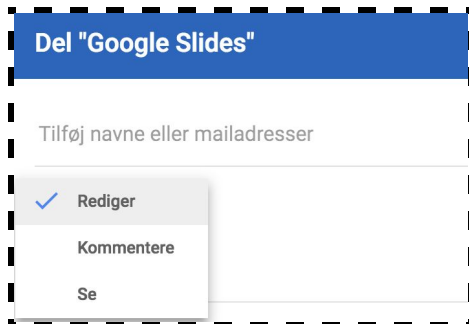 Del "Google Slides"
Tilføj navne eller mailadresser
Rediger
Kommentere
Se